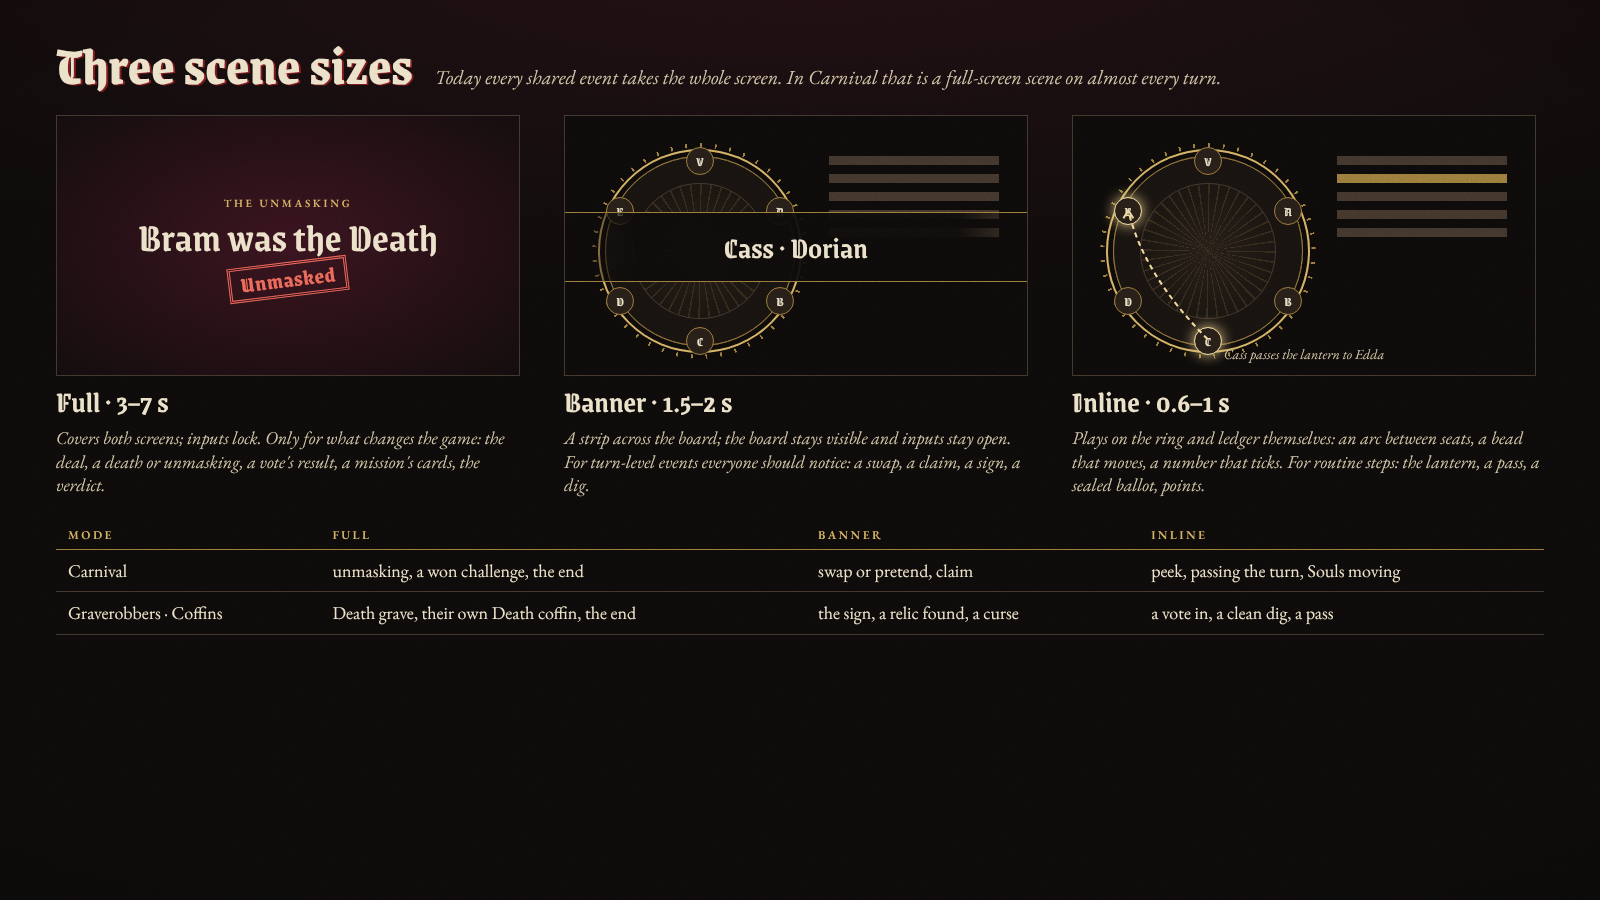 Three scene sizes
Today every shared event takes the whole screen. In Carnival that is a full-screen scene on almost every turn.
THE UNMASKING
Bram was the Death
Unmasked
V
D
B
C
Cass · Dorian
V
R
D
B
C
Cass passes the lantern to Edda
Full · 3–7 s
Covers both screens; inputs lock. Only for what changes the game: the
deal, a death or unmasking, a vote's result, a mission's cards, the
verdict.
Banner · 1.5–2 s
A strip across the board; the board stays visible and inputs stay open.
For turn-level events everyone should notice: a swap, a claim, a sign, a
dig.
Inline · 0.6–1 s
Plays on the ring and ledger themselves: an arc between seats, a bead
that moves, a number that ticks. For routine steps: the lantern, a pass, a
sealed ballot, points.
MODE FULL BANNER INLINE
Carnival unmasking, a won challenge, the end swap or pretend, claim peek, passing the turn, Souls moving
Graverobbers · Coffins Death grave, their own Death coffin, the end the sign, a relic found, a curse a vote in, a clean dig, a pass